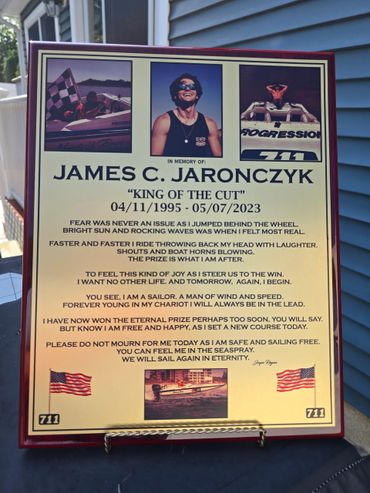 PROGRESSION
711
IN MEMORY OF:
JAMES C. JARONCZYK
"KING OF THE CUT"
04/11/1995 - 05/07/2023
FEAR WAS NEVER AN ISSUE AS I JUMPED BEHIND THE WHEEL.
BRIGHT SUN AND ROCKING WAVES WAS WHEN I FELT MOST REAL.
FASTER AND FASTER I RIDE THROWING BACK MY HEAD WITH LAUGHTER.
SHOUTS AND BOAT HORNS BLOWING.
THE PRIZE IS WHAT I AM AFTER.
TO FEEL THIS KIND OF JOY AS I STEER US TO THE WIN.
I WANT NO OTHER LIFE. AND TOMORROW, AGAIN, I BEGIN.
YOU SEE, I AM A SAILOR. A MAN OF WIND AND SPEED.
FOREVER YOUNG IN MY CHARIOT I WILL ALWAYS BE IN THE LEAD.
I HAVE NOW WON THE ETERNAL PRIZE PERHAPS TOO SOON, YOU WILL SAY.
BUT KNOW I AM FREE AND HAPPY, AS I SET A NEW COURSE TODAY.
PLEASE DO NOT MOURN FOR ME TODAY AS I AM SAFE AND SAILING FREE.
YOU CAN FEEL ME IN THE SEASPRAY.
WE WILL SAIL AGAIN IN ETERNITY.
711
711